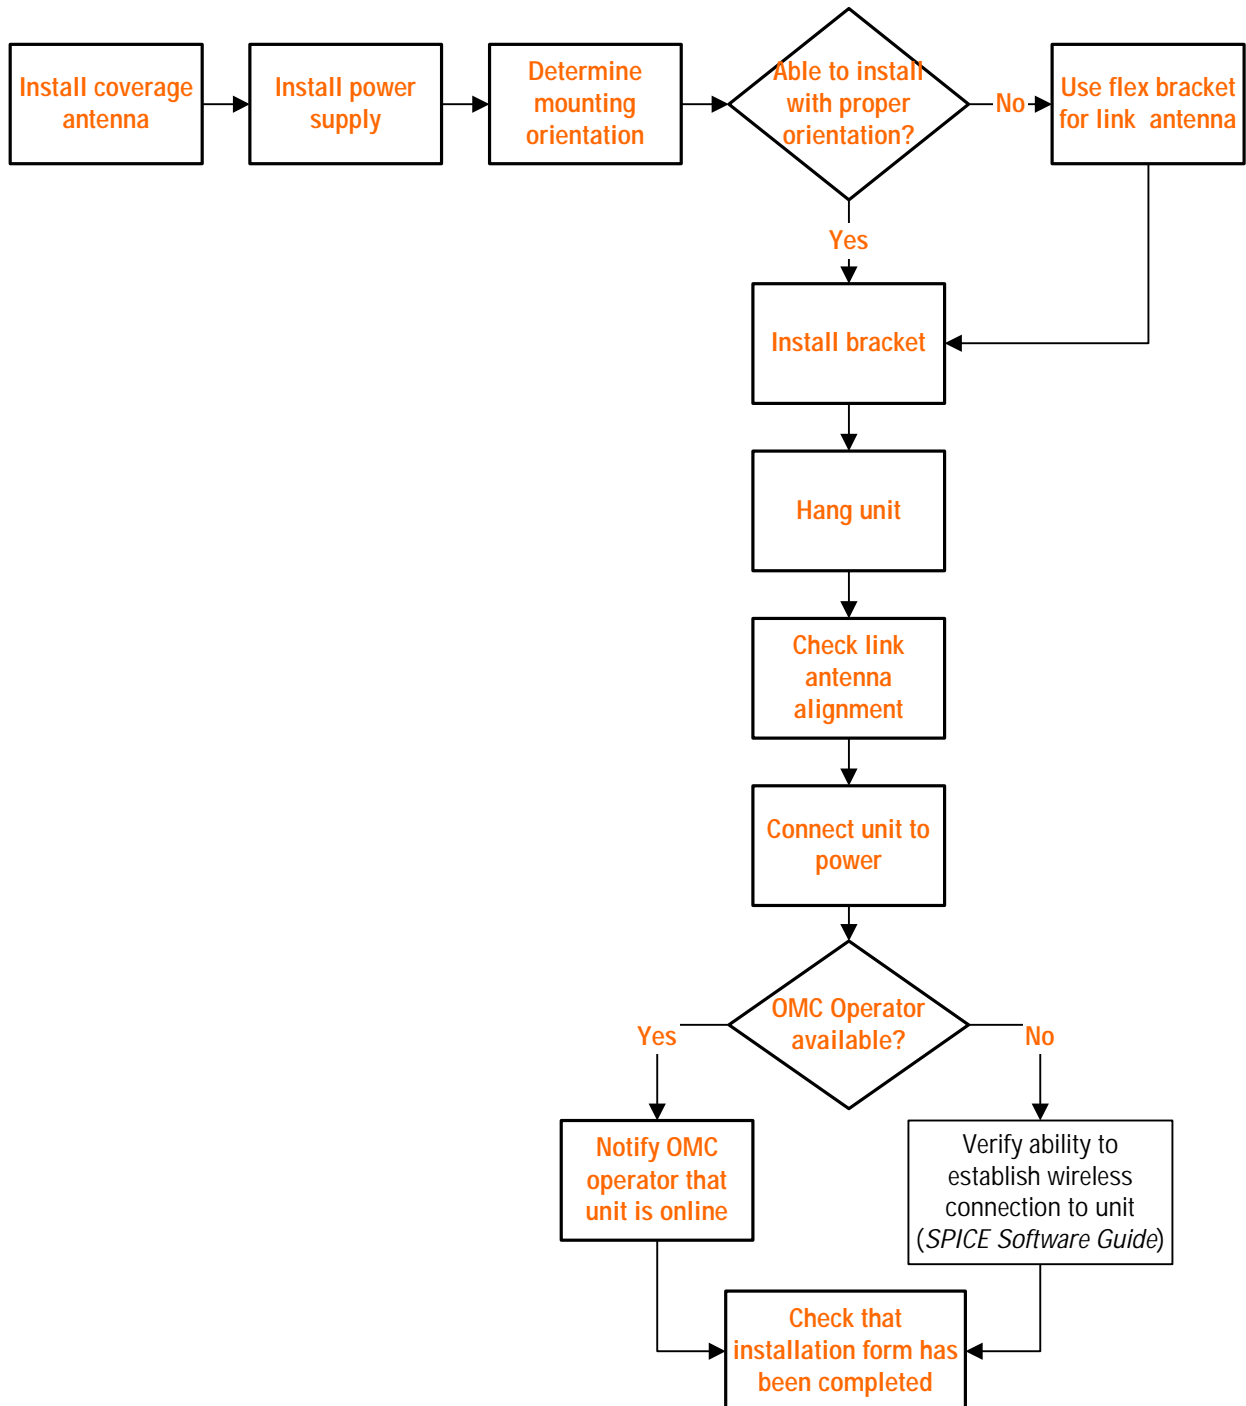 Install coverage
antenna
Install power
supply
Determine
mounting
orientation
Able to install
with proper
orientation?
No
Use flex bracket
for link antenna
Yes
Install bracket
Hang unit
Check link
antenna
alignment
Connect unit to
power
OMC Operator
available?
Yes
No
Notify OMC
operator that
unit is online
Verify ability to
establish wireless
connection to unit
(SPICE Software Guide)
Check that
installation form has
been completed